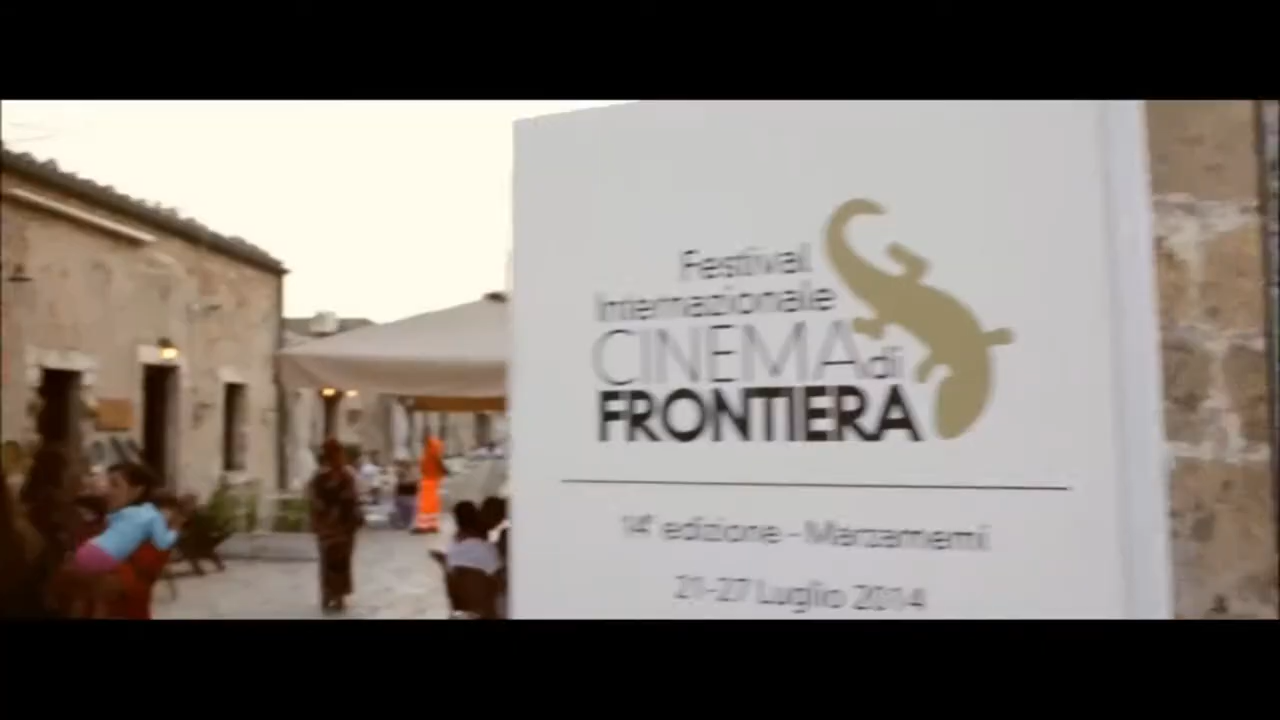 Festival
Internazionale
CINEMA di
FRONTIERA
14ª edizione - Marzamemi
21-27 Luglio 2014